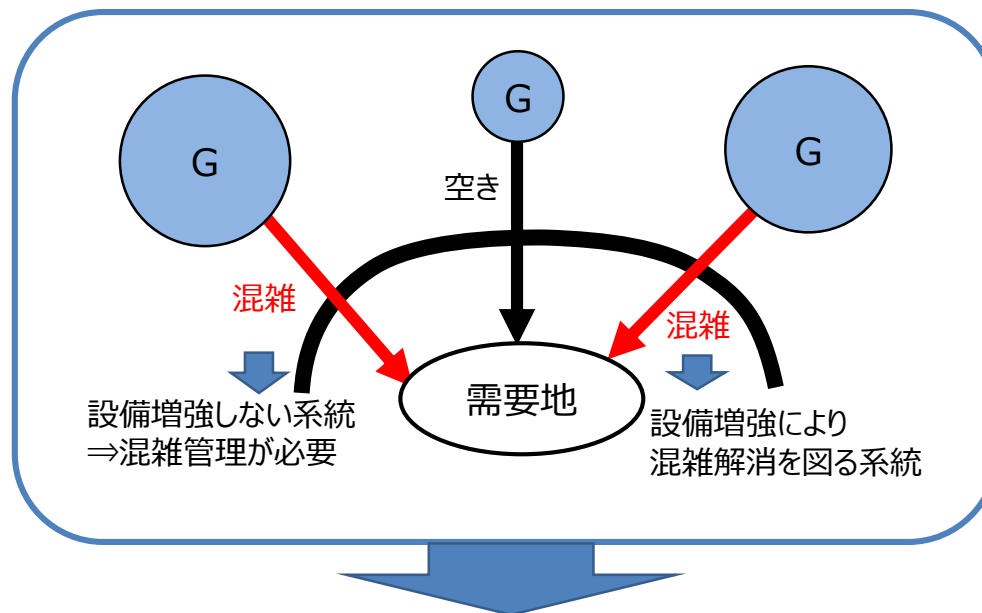 G
G
G
空き
混雑
混雑
需要地
設備増強しない系統
⇒混雑管理が必要
設備増強により
混雑解消を図る系統